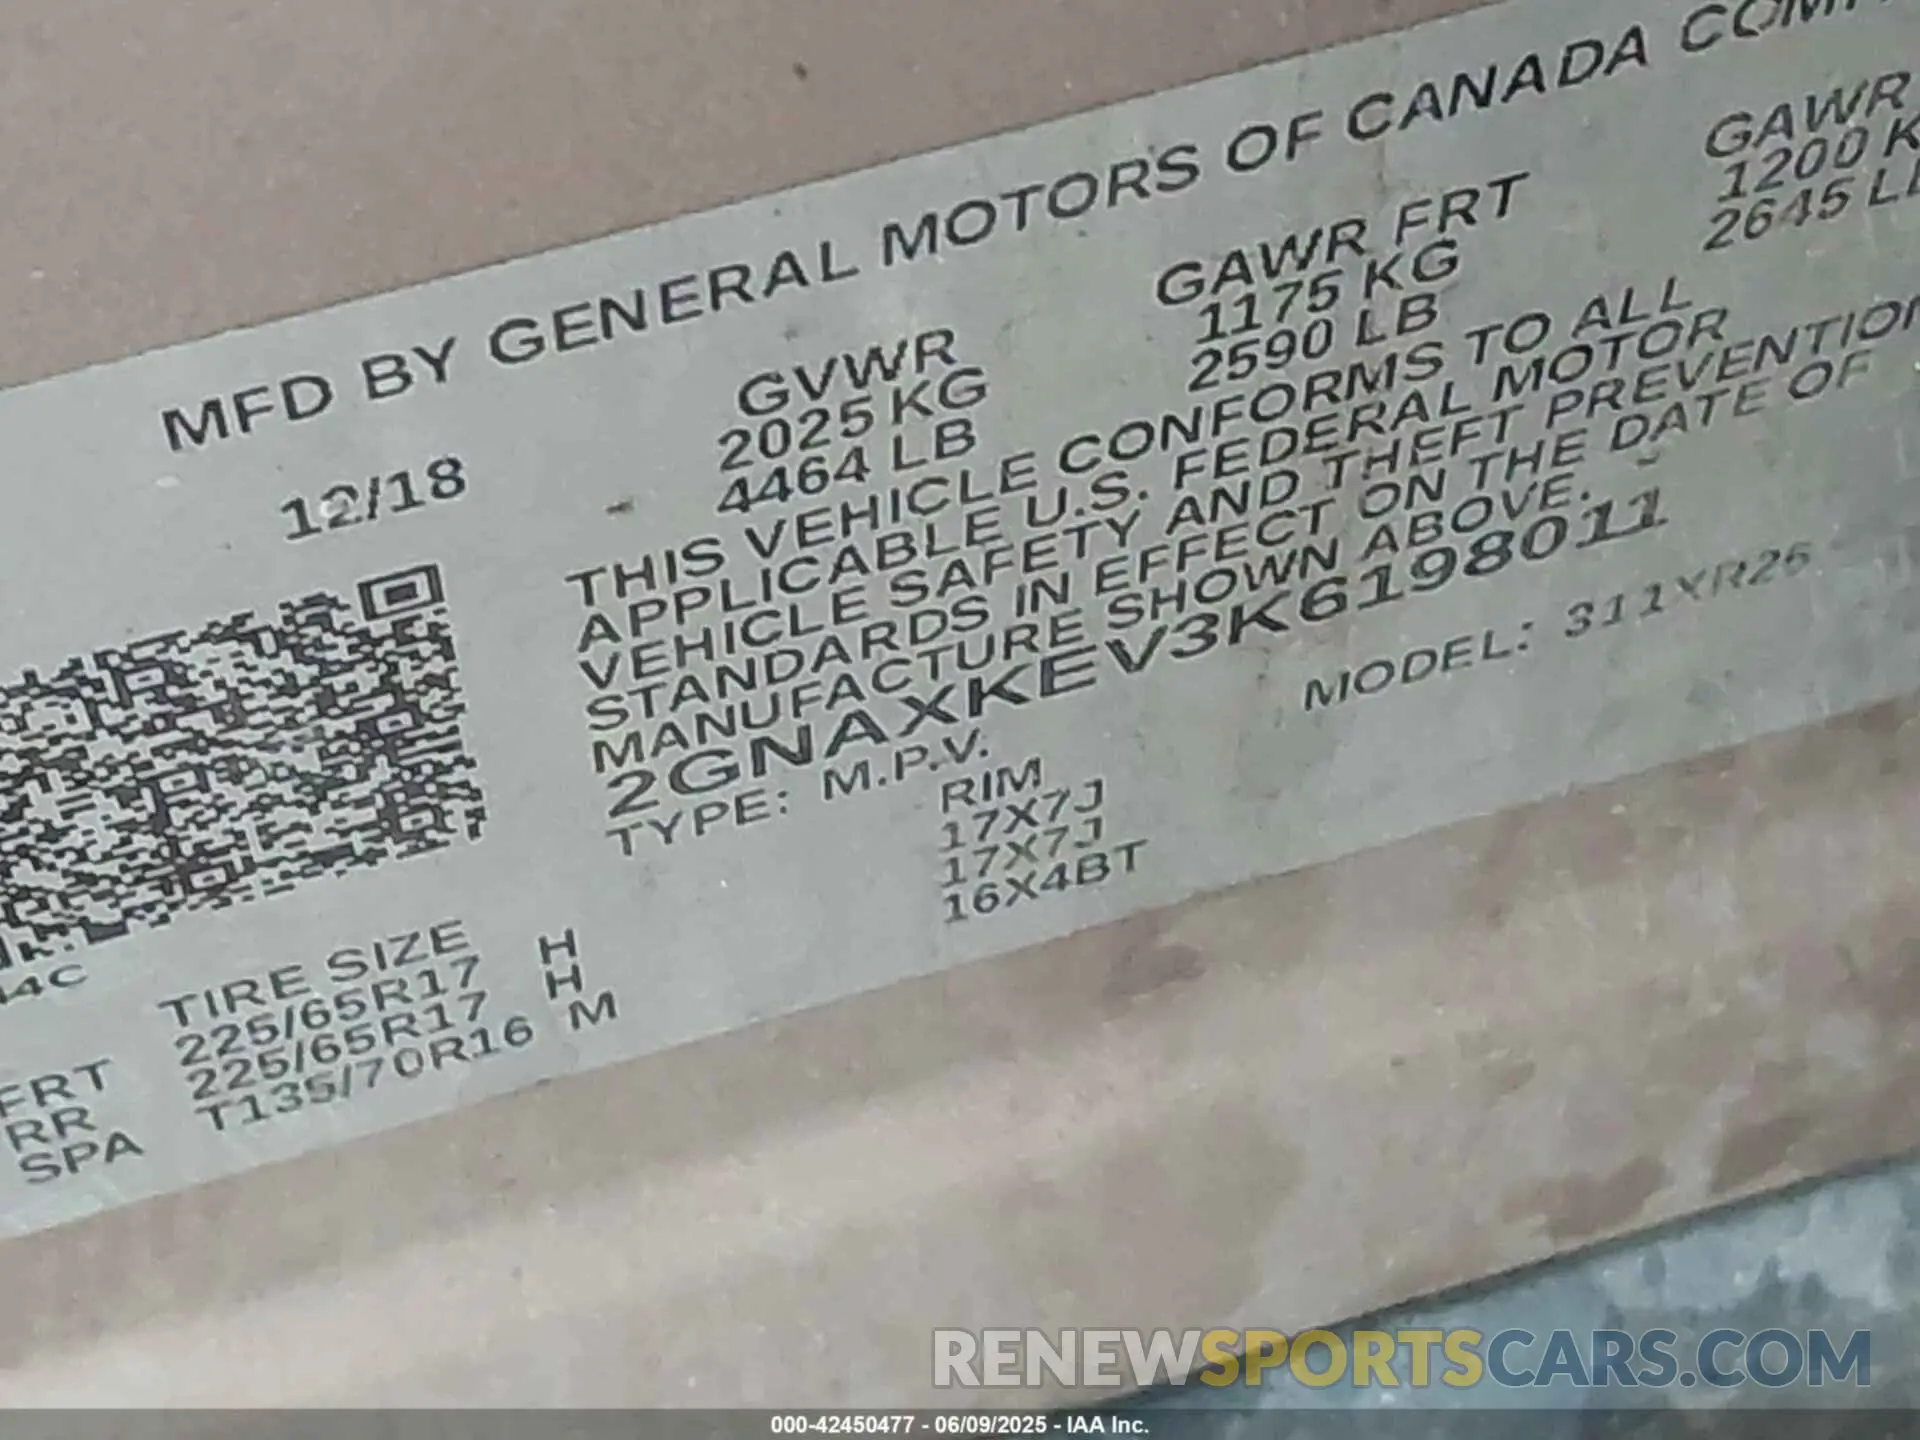 MFD BY GENERAL MOTORS OF CANADA
12/18
GVWR GAWR FRT GAWR
2025 KG 1175 KG 1200
4464 LB 2590 LB 2645
THIS VEHICLE CONFORMS TO ALL
APPLICABLE U.S. FEDERAL MOTOR
VEHICLE SAFETY AND THEFT PREVENTION
STANDARDS IN EFFECT ON THE DATE OF
MANUFACTURE SHOWN ABOVE.
2GNAXKEV3K6198011
TYPE: M.P.V. MODEL: 311XR26
4C
TIRE SIZE RIM
FRT 225/65R17 H 17X7J
RR 225/65R17 H 17X7J
SPA T135/70R16 M 16X4BT
RENEWSPORTSCARS.COM
000-42450477 - 06/09/2025 - IAA Inc.